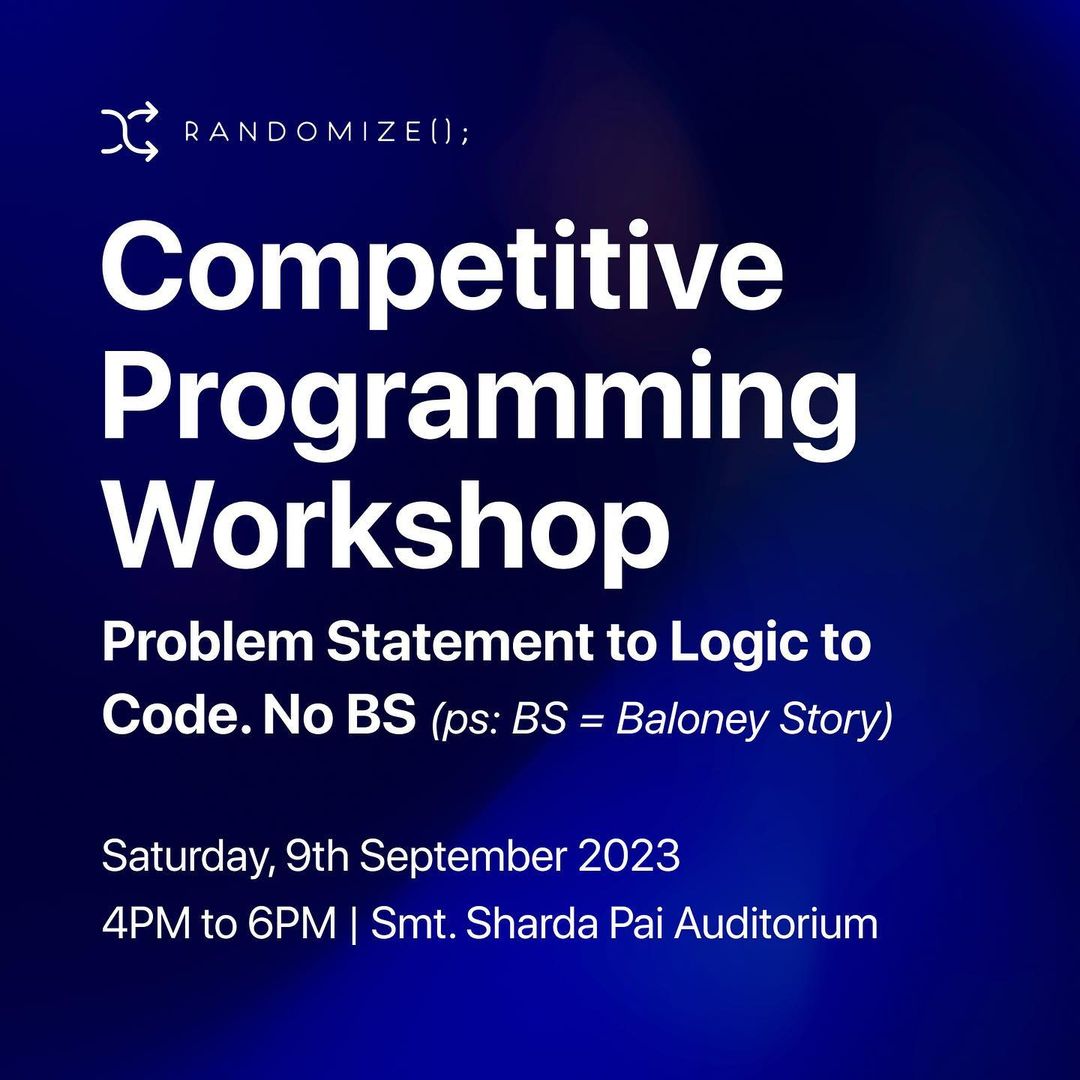 RANDOMIZE();
Competitive
Programming
Workshop
Problem Statement to Logic to
Code. No BS (ps: BS = Baloney Story)
Saturday, 9th September 2023
4PM to 6PM | Smt. Sharda Pai Auditorium